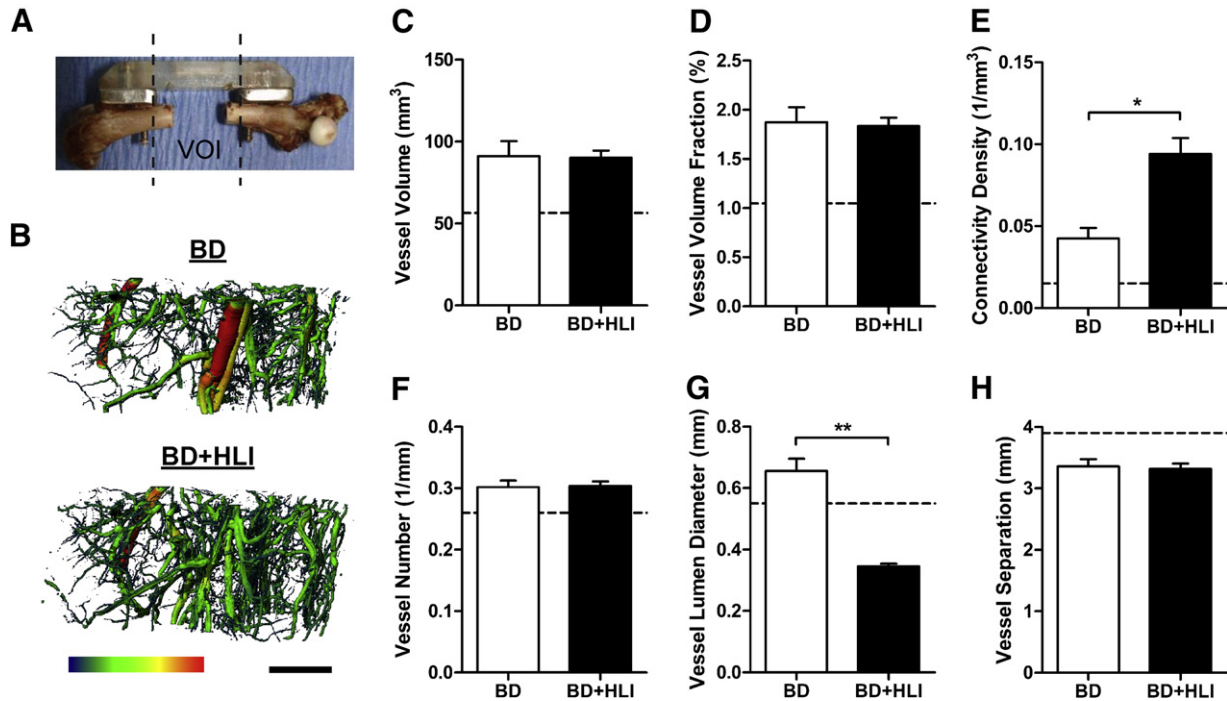 A
VOI
B
BD
BD+HLI
C
Vessel Volume (mm³)
150
100
50
0
BD
BD+HLI
D
Vessel Volume Fraction (%)
2.5
2.0
1.5
1.0
0.5
0.0
BD
BD+HLI
E
Connectivity Density (1/mm³)
0.15
0.10
0.05
0.00
*
BD
BD+HLI
F
Vessel Number (1/mm)
0.4
0.3
0.2
0.1
0.0
BD
BD+HLI
G
Vessel Lumen Diameter (mm)
0.8
0.6
0.4
0.2
0.0
**
BD
BD+HLI
H
Vessel Separation (mm)
4
3
2
1
0
BD
BD+HLI